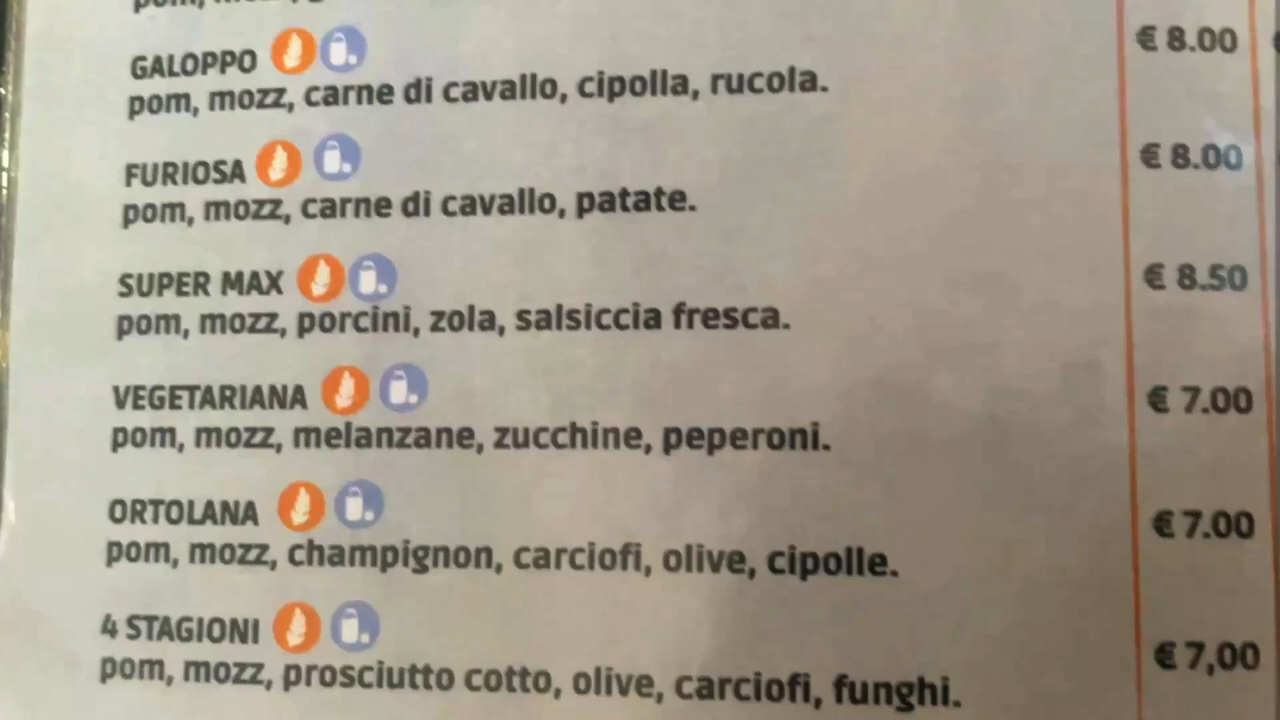 pom, mozz,
GALOPPO € 8.00
pom, mozz, carne di cavallo, cipolla, rucola.
FURIOSA € 8.00
pom, mozz, carne di cavallo, patate.
SUPER MAX € 8.50
pom, mozz, porcini, zola, salsiccia fresca.
VEGETARIANA € 7.00
pom, mozz, melanzane, zucchine, peperoni.
ORTOLANA € 7.00
pom, mozz, champignon, carciofi, olive, cipolle.
4 STAGIONI € 7,00
pom, mozz, prosciutto cotto, olive, carciofi, funghi.